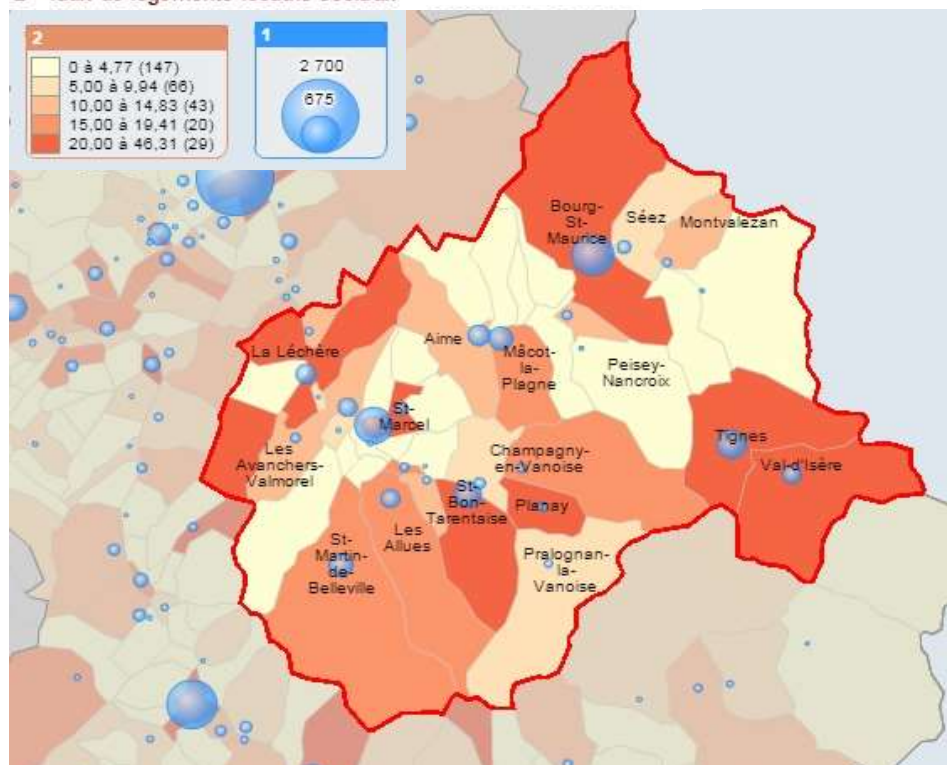 2
0 à 4,77 (147)
5,00 à 9,94 (66)
10,00 à 14,83 (43)
15,00 à 19,41 (20)
20,00 à 46,31 (29)
1
2 700
675
Bourg-
St-
Maurice
Séez
Montvalezan
La Léchère
Aime
Mâcot-
la-
Plagne
Peisey-
Nancroix
St-
Marcel
Les
Avanchers-
Valmorel
Champagny-
en-Vanoise
Tignes
Val-d'Isère
St-
Bon-
Tarentaise
Planay
Les
Allues
St-
Martin-
de-
Belleville
Pralognan-
la-
Vanoise